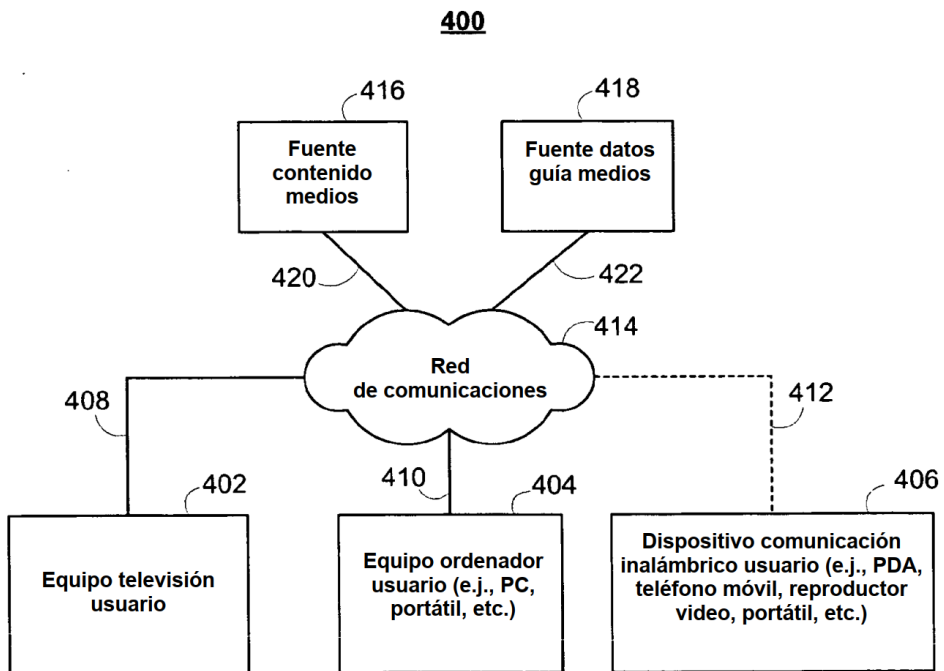 400
416
418
Fuente
contenido
medios
Fuente datos
guía medios
420
422
414
Red
de comunicaciones
408
412
410
402
404
406
Equipo televisión
usuario
Equipo ordenador
usuario (e.j., PC,
portátil, etc.)
Dispositivo comunicación
inalámbrico usuario (e.j., PDA,
teléfono móvil, reproductor
video, portátil, etc.)